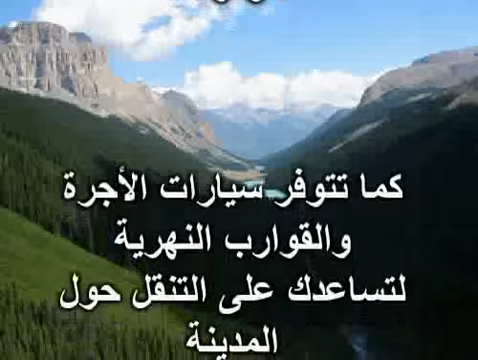 كما تتوفر سيارات الأجرة
والقوارب النهرية
لتساعدك على التنقل حول
المدينة